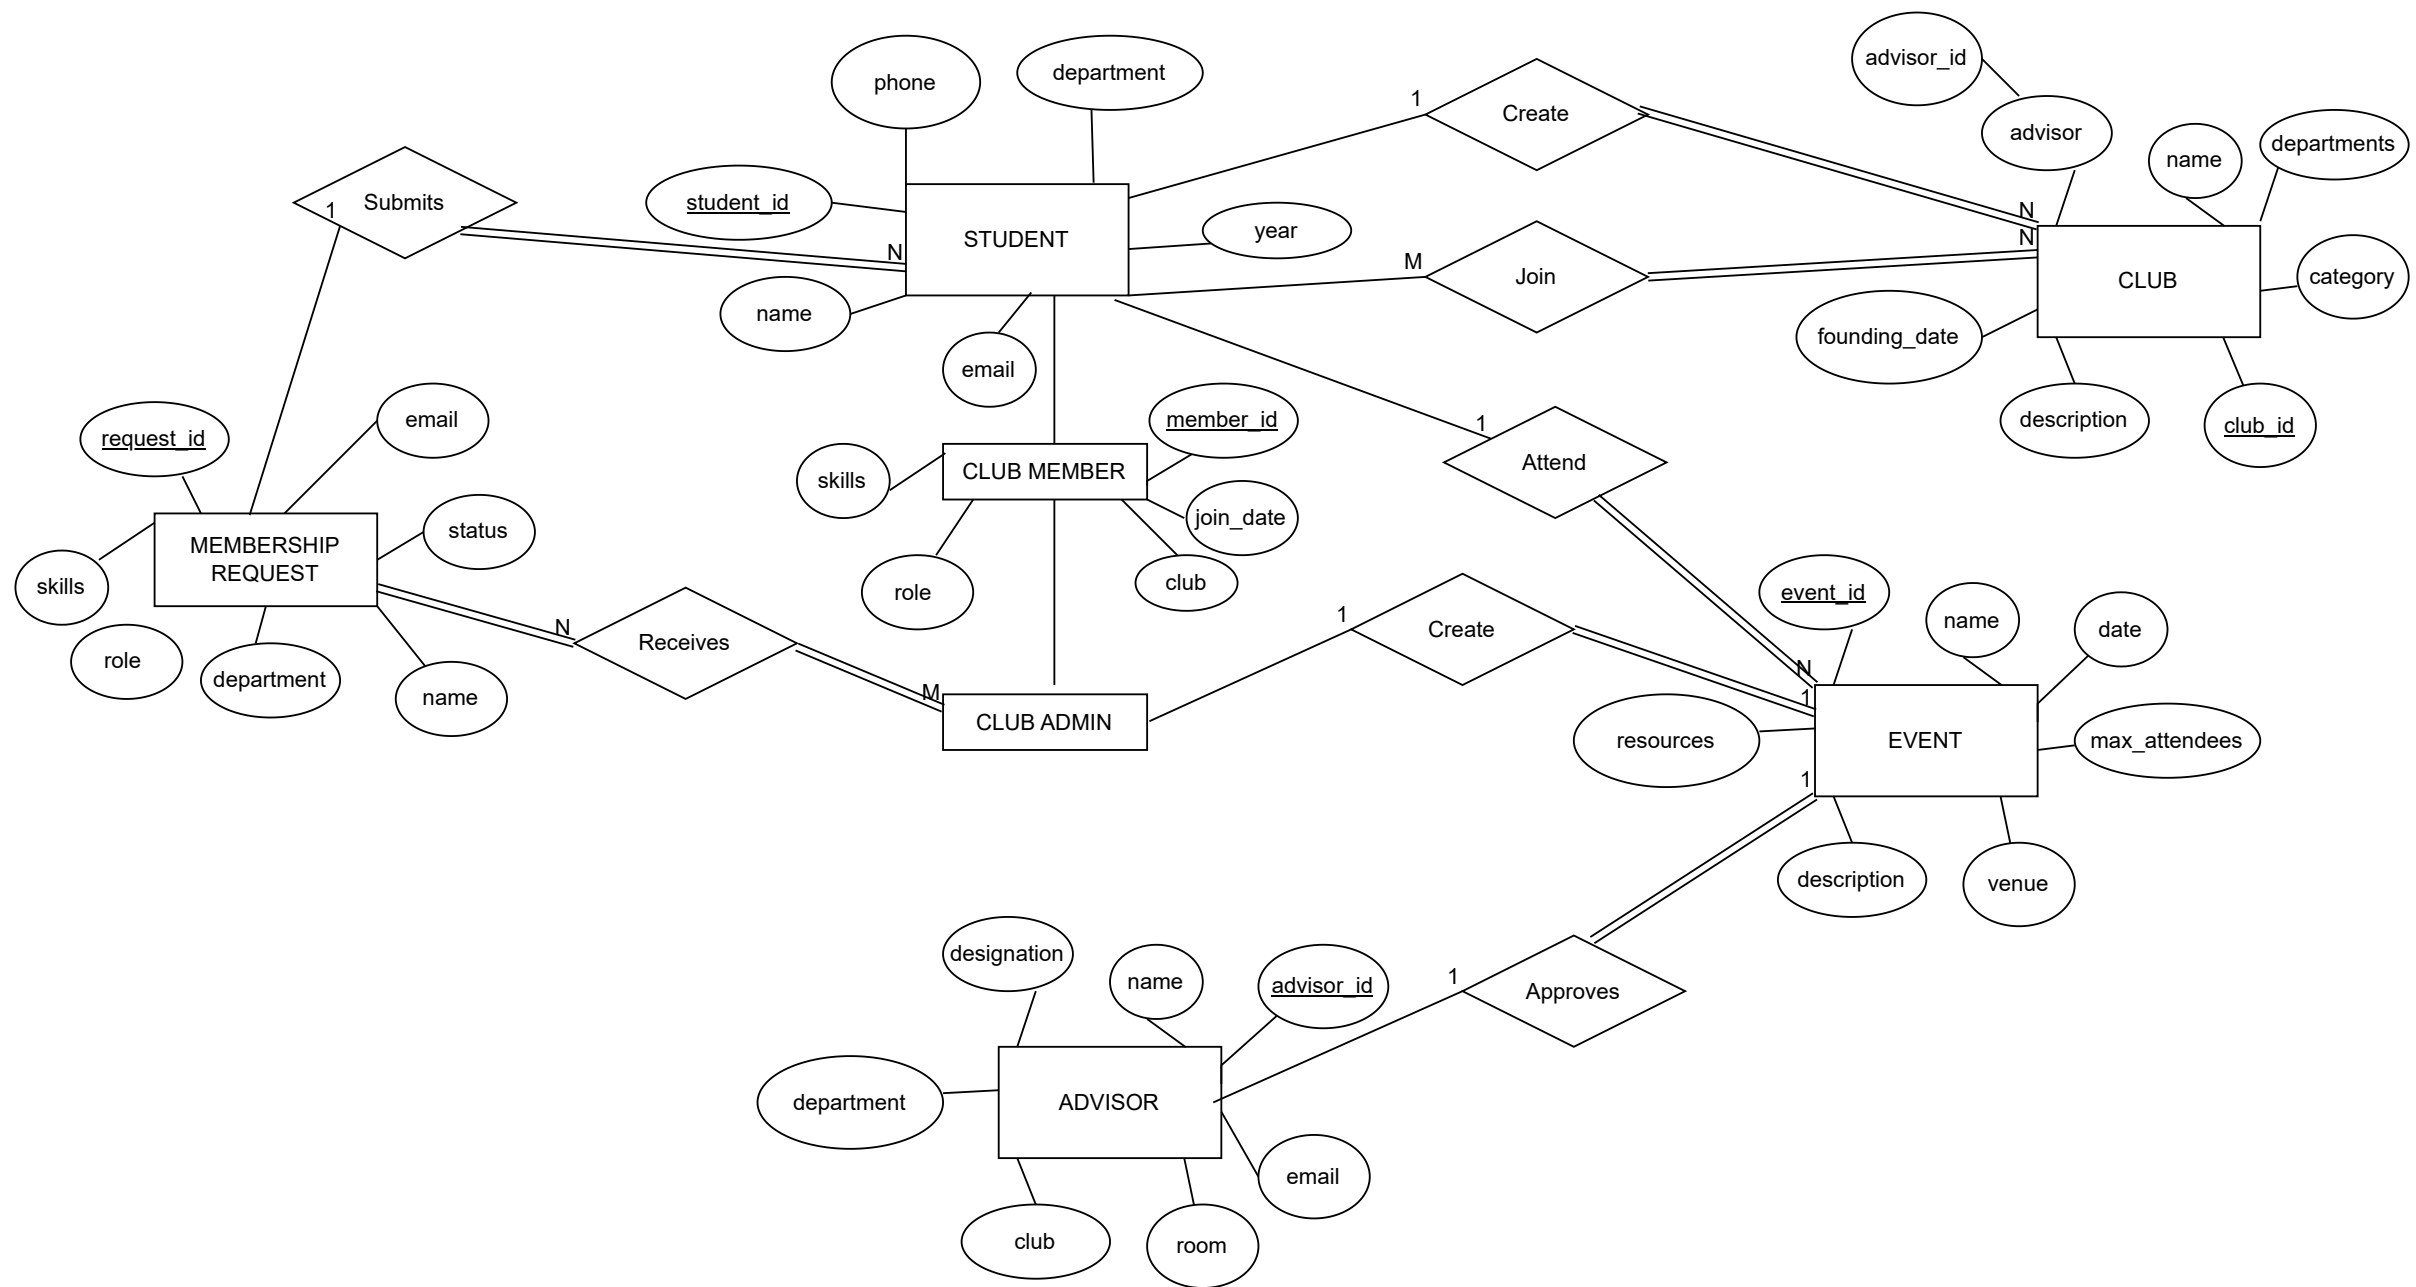 advisor_id
phone
department
1
Create
advisor
name
departments
Submits
1
student_id
STUDENT
year
N
N
N
M
Join
CLUB
category
name
email
founding_date
description
club_id
request_id
email
member_id
1
Attend
skills
CLUB MEMBER
join_date
status
MEMBERSHIP
REQUEST
skills
role
club
event_id
name
date
role
department
name
N
Receives
M
CLUB ADMIN
1
Create
N
1
resources
EVENT
max_attendees
1
description
venue
designation
name
advisor_id
1
Approves
department
ADVISOR
email
club
room